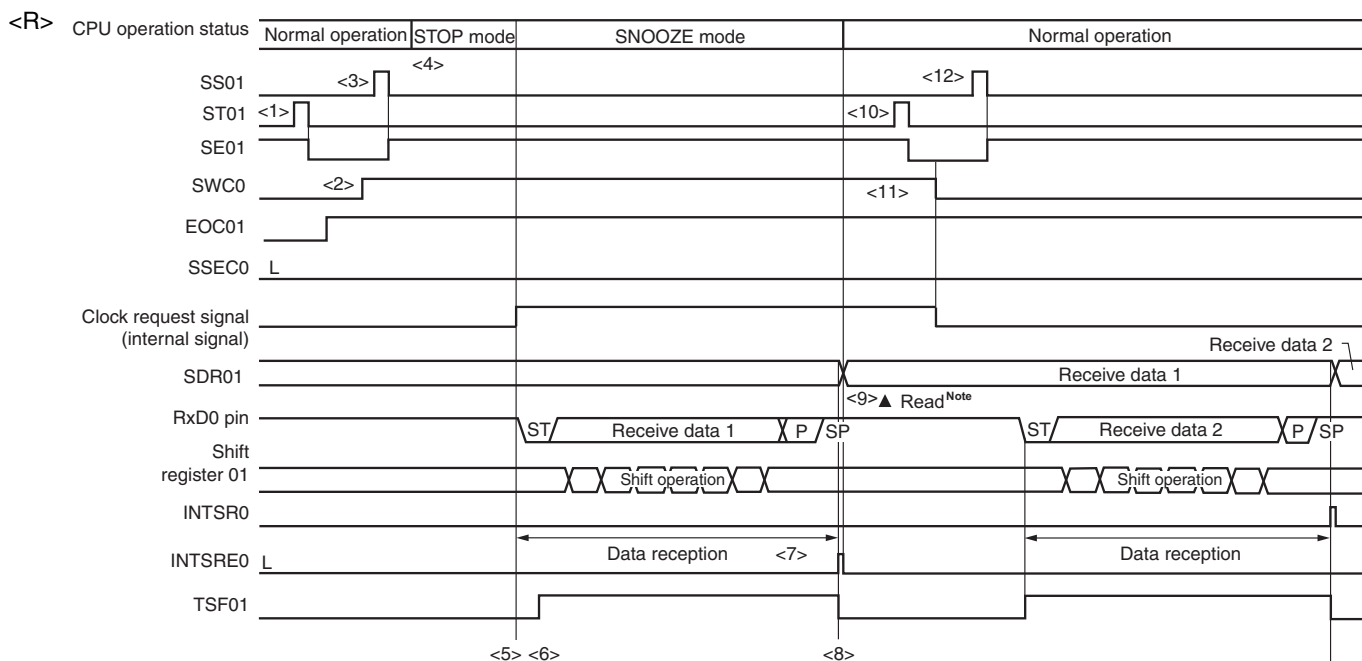 <R> CPU operation status Normal operation STOP mode SNOOZE mode Normal operation
<4>
SS01 <3> <12>
ST01 <1> <10>
SE01
SWC0 <2> <11>
EOC01
SSEC0 L
Clock request signal
(internal signal)
Receive data 2
SDR01 Receive data 1
<9>▲ Read Note
RxD0 pin ST Receive data 1 P SP ST Receive data 2 P SP
Shift
register 01 Shift operation Shift operation
INTSR0
Data reception <7> Data reception
INTSRE0 L
TSF01
<5> <6> <8>